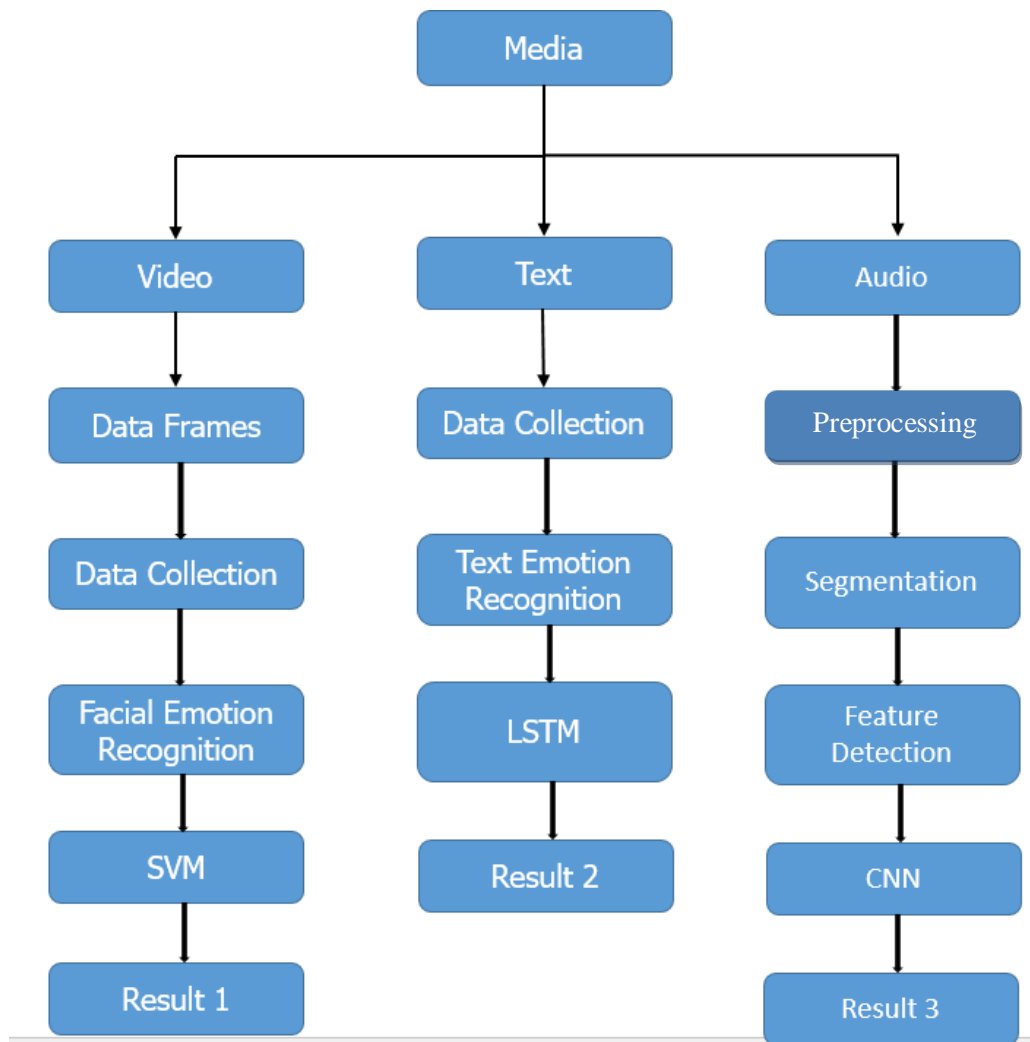 Media
Video
Text
Audio
Data Frames
Data Collection
Preprocessing
Data Collection
Text Emotion
Recognition
Segmentation
Facial Emotion
Recognition
LSTM
Feature
Detection
SVM
Result 2
CNN
Result 1
Result 3